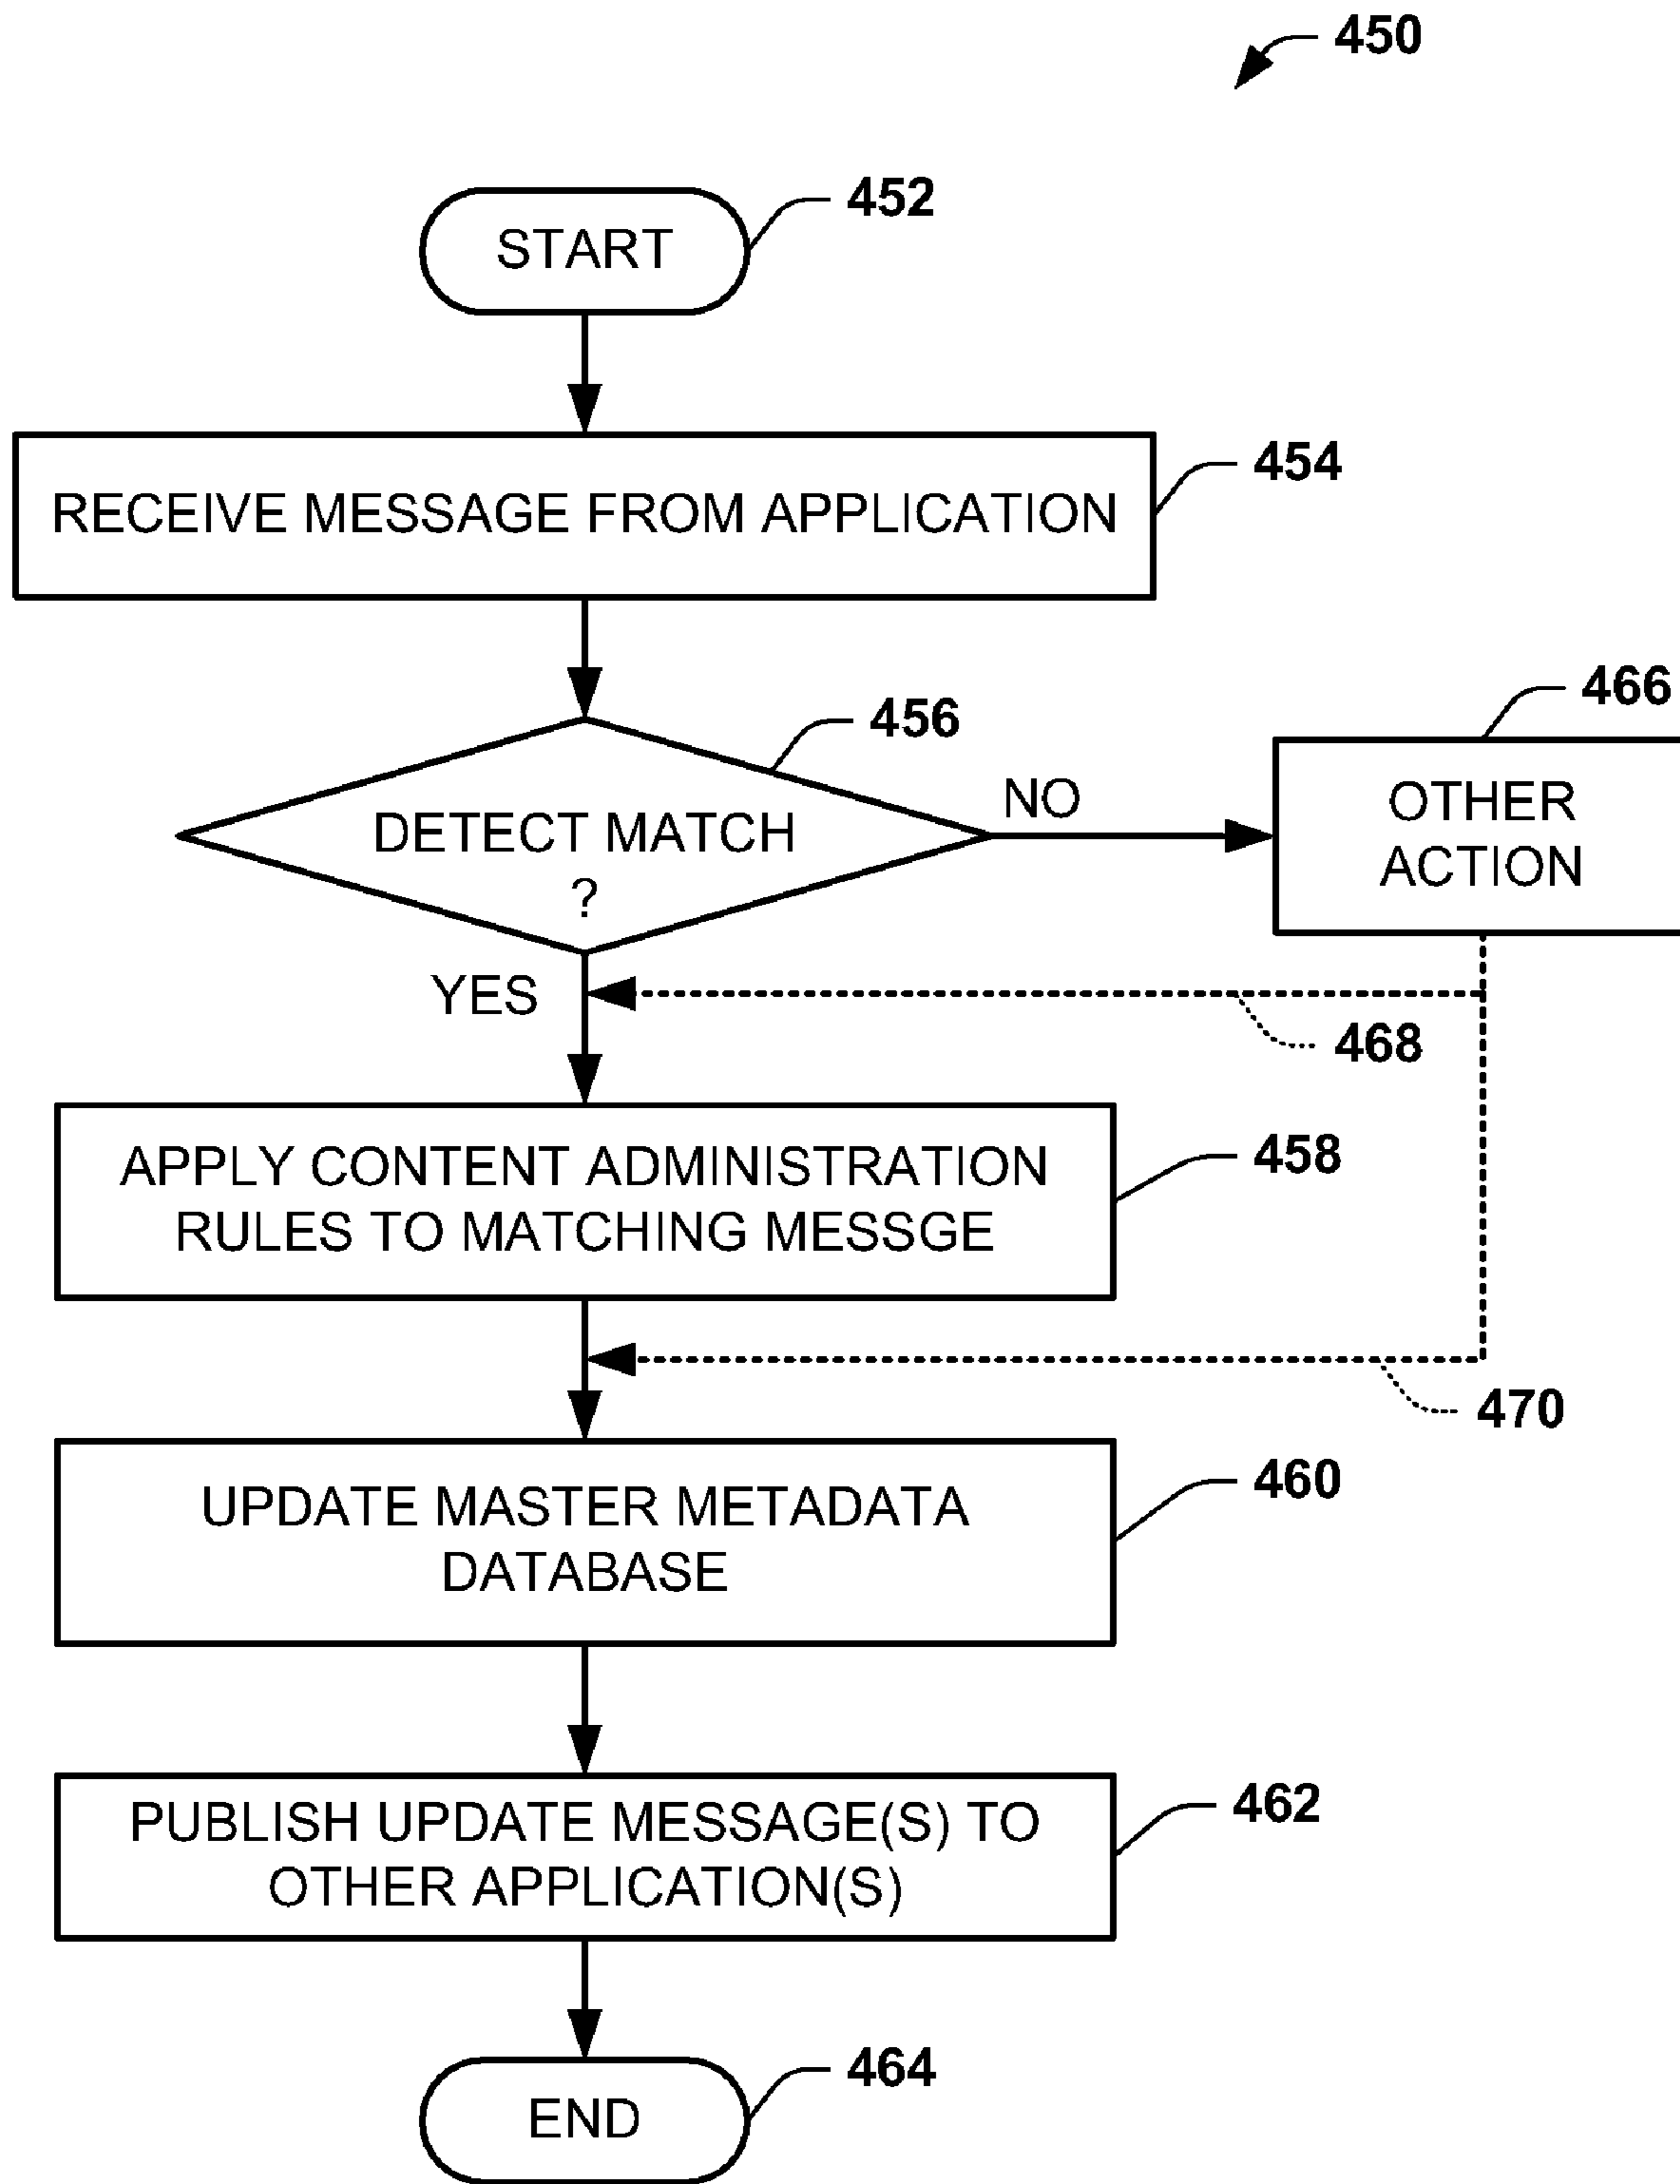 450
452
START
454
RECEIVE MESSAGE FROM APPLICATION
456
466
DETECT MATCH
?
NO
OTHER
ACTION
YES
468
458
APPLY CONTENT ADMINISTRATION
RULES TO MATCHING MESSGE
470
460
UPDATE MASTER METADATA
DATABASE
462
PUBLISH UPDATE MESSAGE(S) TO
OTHER APPLICATION(S)
464
END